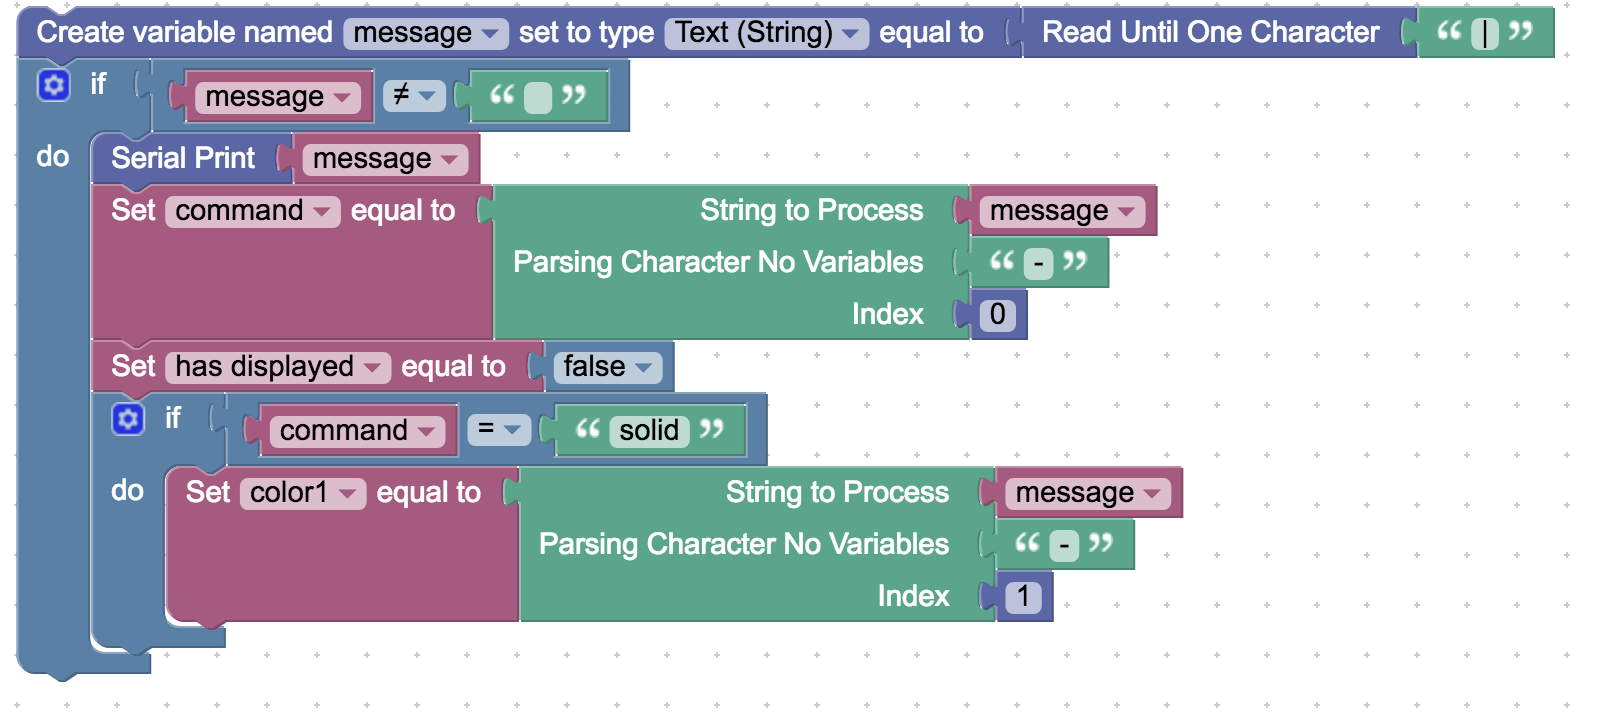 Create variable named message set to type Text (String) equal to Read Until One Character “ | ”
if message ≠ “ ”
do Serial Print message
Set command equal to String to Process message
Parsing Character No Variables “ - ”
Index 0
Set has displayed equal to false
if command = “ solid ”
do Set color1 equal to String to Process message
Parsing Character No Variables “ - ”
Index 1